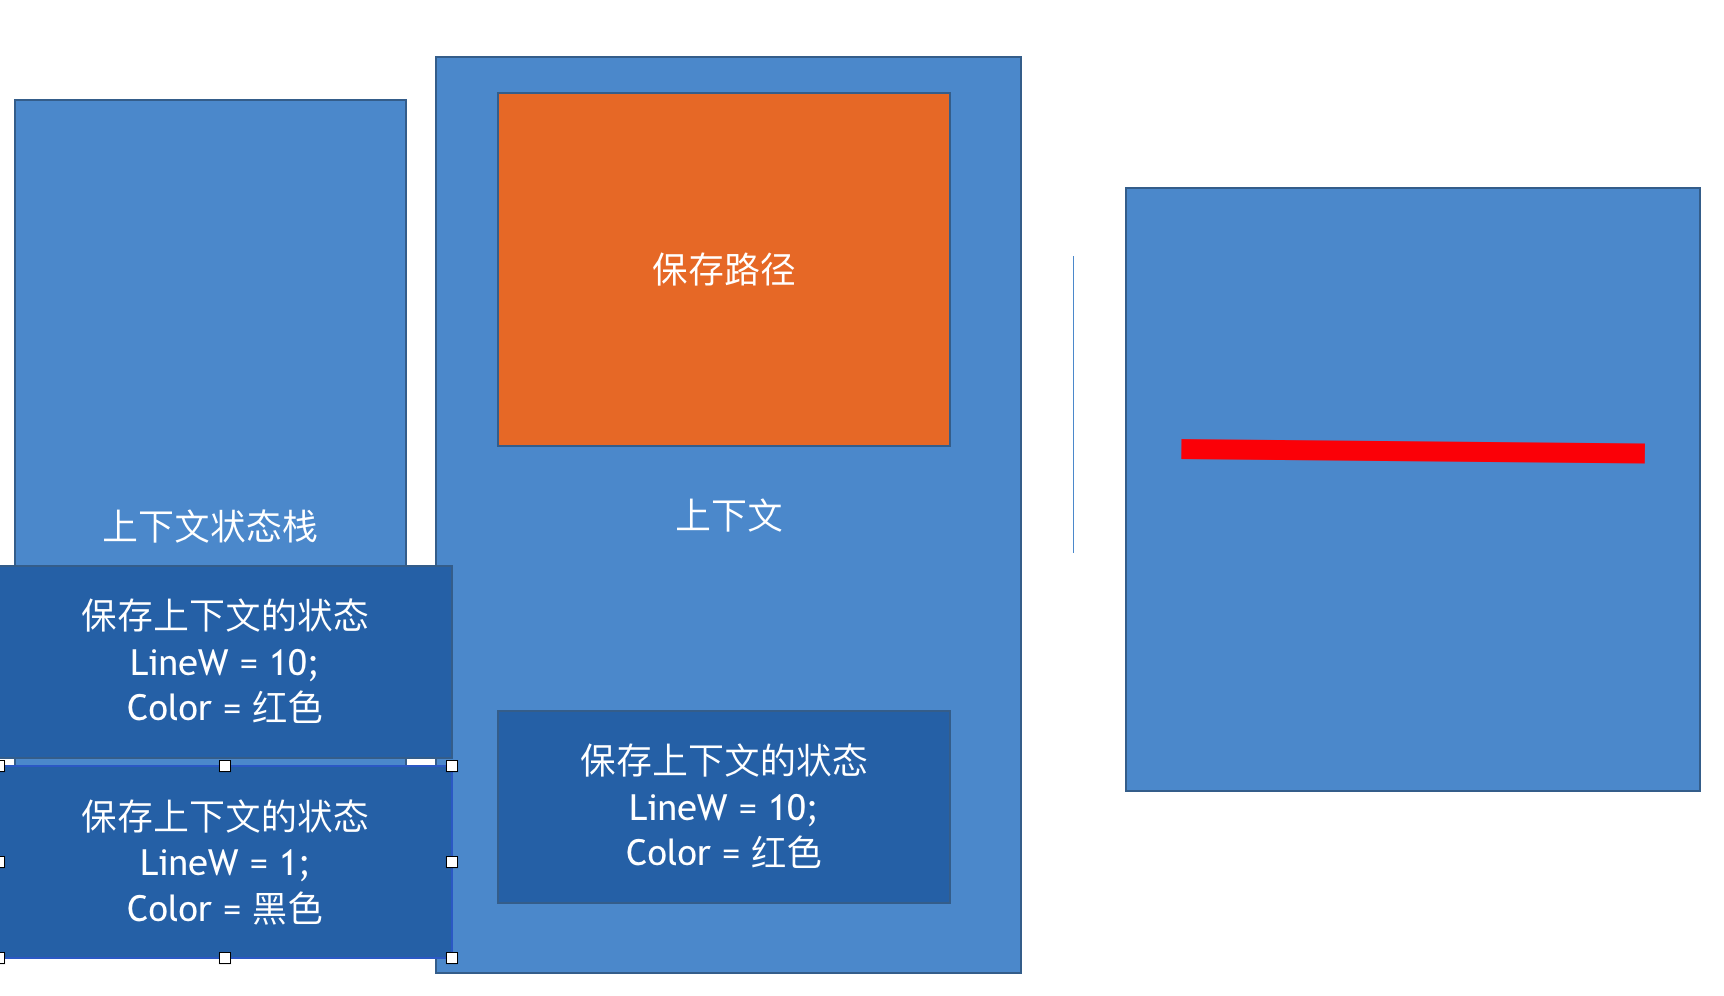 上下文状态栈
保存上下文的状态
LineW = 10;
Color = 红色
保存上下文的状态
LineW = 1;
Color = 黑色
保存路径
上下文
保存上下文的状态
LineW = 10;
Color = 红色